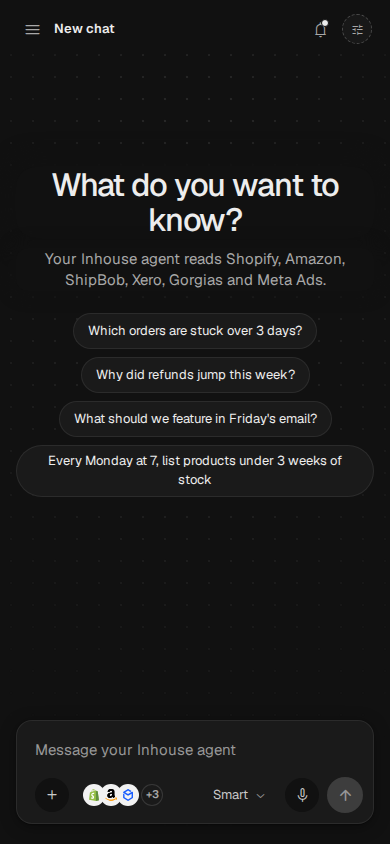 New chat
What do you want to
know?
Your Inhouse agent reads Shopify, Amazon,
ShipBob, Xero, Gorgias and Meta Ads.
Which orders are stuck over 3 days?
Why did refunds jump this week?
What should we feature in Friday's email?
Every Monday at 7, list products under 3 weeks of
stock
Message your Inhouse agent
+3
Smart